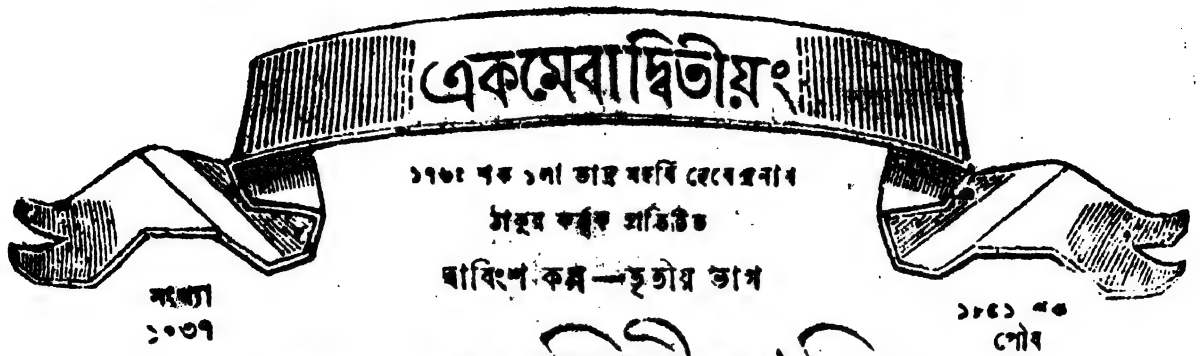 একমেবাদ্বিতীয়ং
১৭৬৫ শক ১লা ভাদ্র মহর্ষি দেবেন্দ্রনাথ
ঠাকুর কর্ত্তৃক প্রতিষ্ঠিত
দ্বাবিংশ কল্প—তৃতীয় ভাগ
সংখ্যা
১০৩৭
১৮৫১ শক
পৌষ